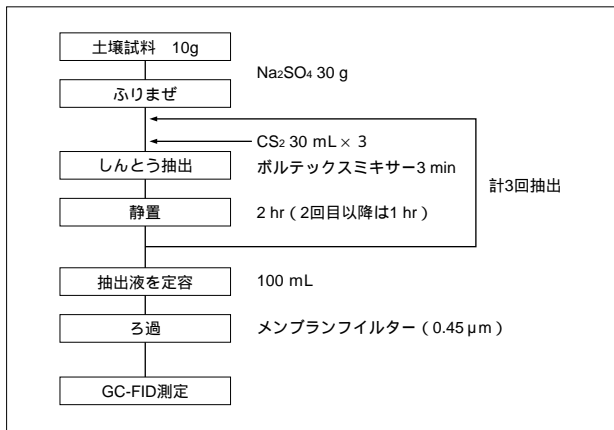 土壌試料　10g
Na₂SO₄ 30 g
ふりまぜ
CS₂ 30 mL × 3
しんとう抽出
ボルテックスミキサー3 min
計3回抽出
静置
2 hr（2回目以降は1 hr）
抽出液を定容
100 mL
ろ過
メンブランフイルター（0.45 μm）
GC-FID測定